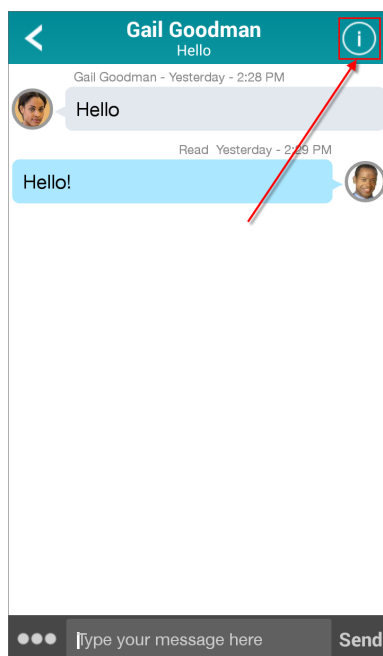 Gail Goodman
Hello
Gail Goodman - Yesterday - 2:28 PM
Hello
Read Yesterday - 2:29 PM
Hello!
Type your message here
Send